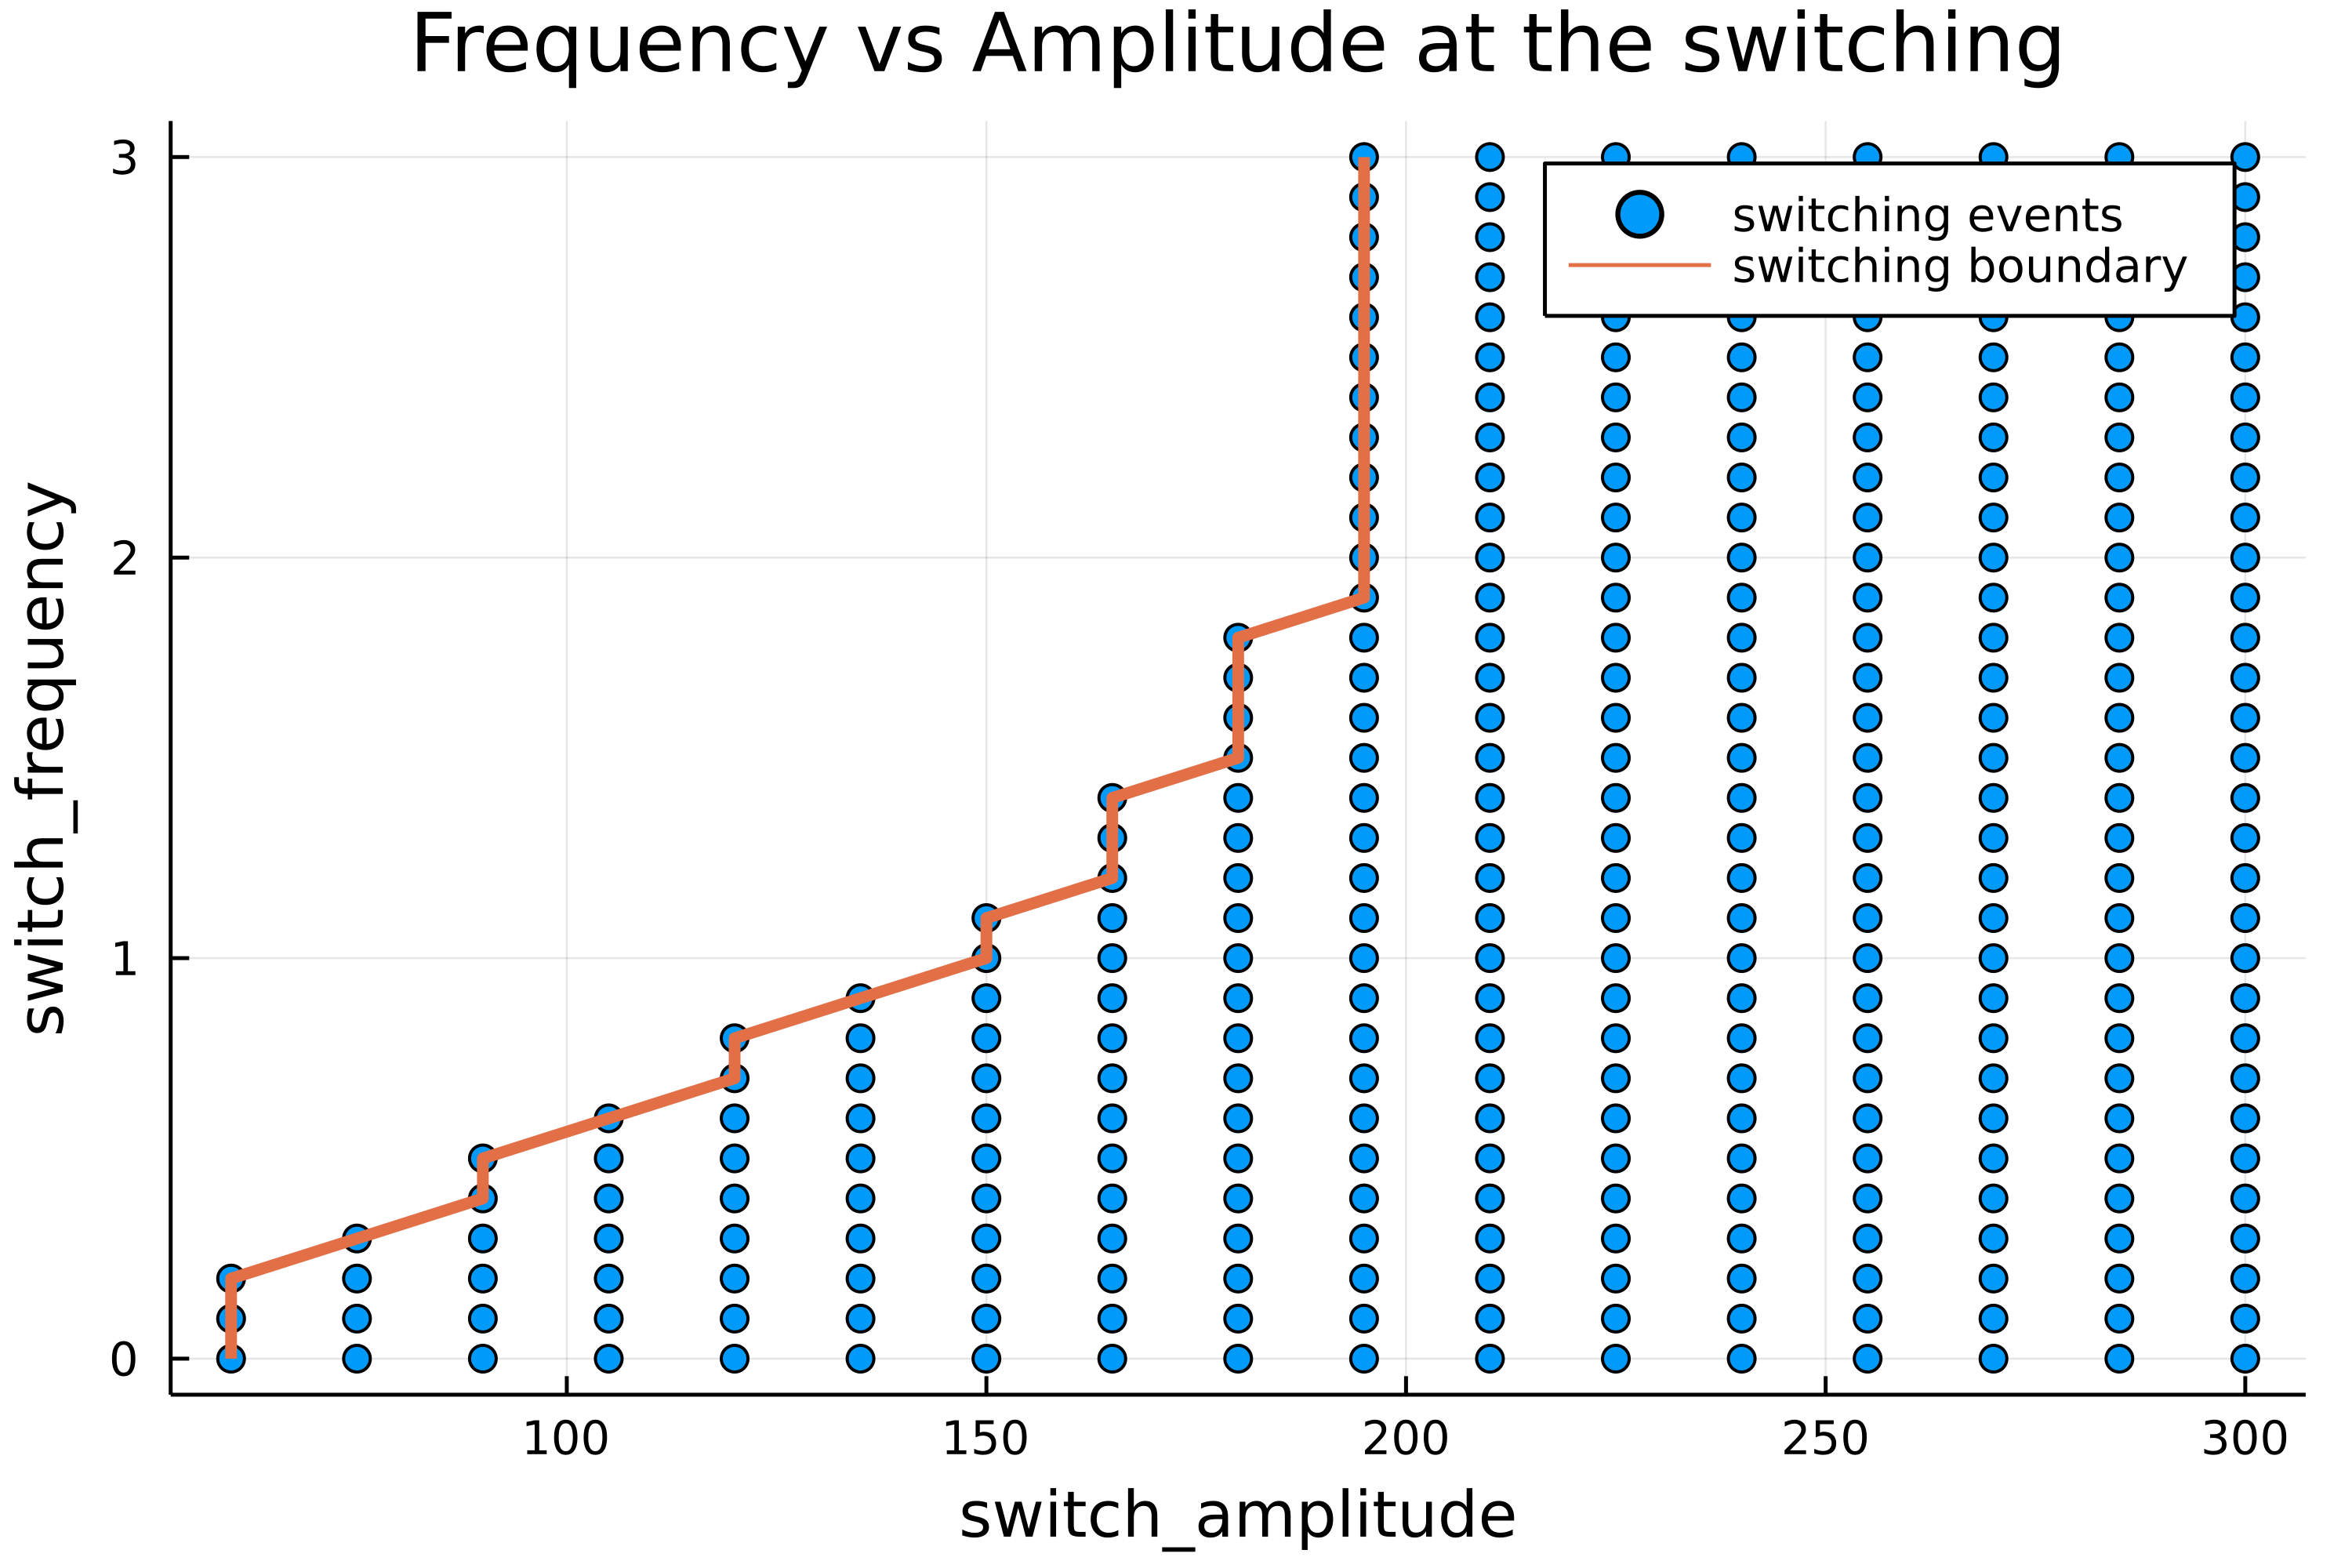 Frequency vs Amplitude at the switching
switching events
switching boundary
switch_frequency
3
2
1
0
100 150 200 250 300
switch_amplitude